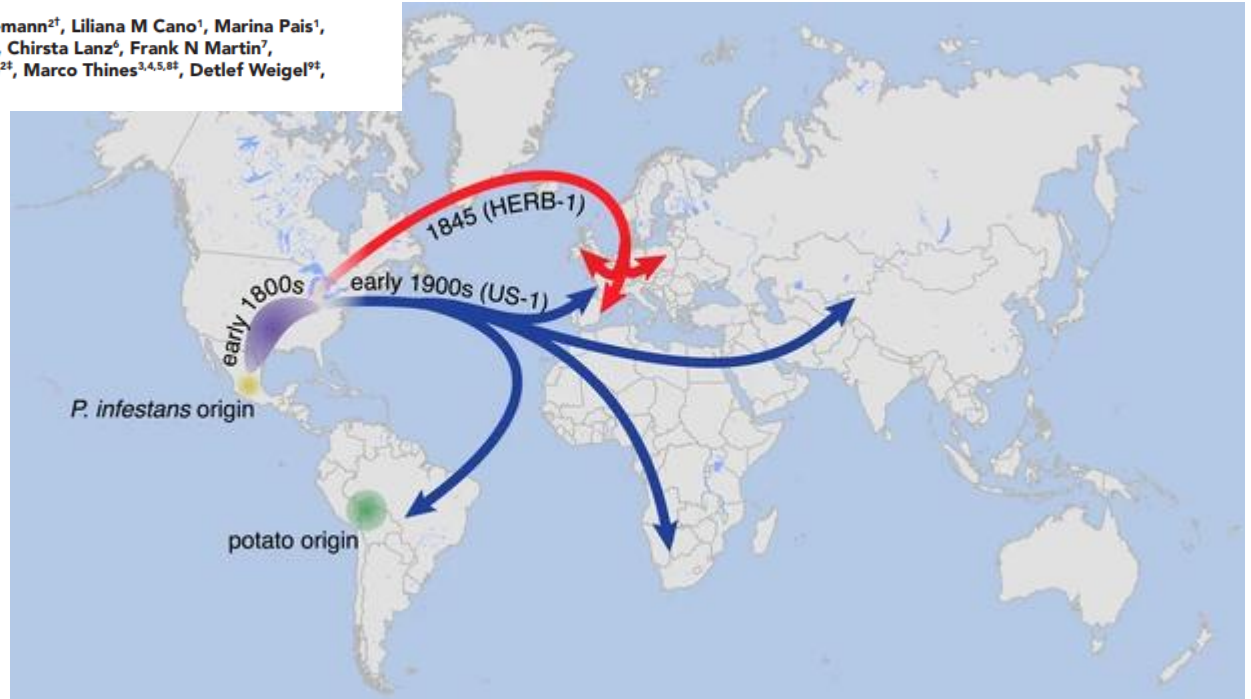 mann²†, Liliana M Cano¹, Marina Pais¹,
, Chirsta Lanz⁶, Frank N Martin⁷,
²‡, Marco Thines³,⁴,⁵,⁸‡, Detlef Weigel⁹‡,
1845 (HERB-1)
early 1800s
early 1900s (US-1)
P. infestans origin
potato origin